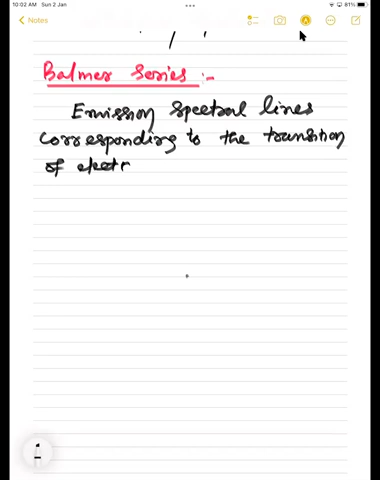 10:02 AM Sun 2 Jan
81%
Notes
Balmer Series :-
Emission spectral lines
corresponding to the transition
of electr